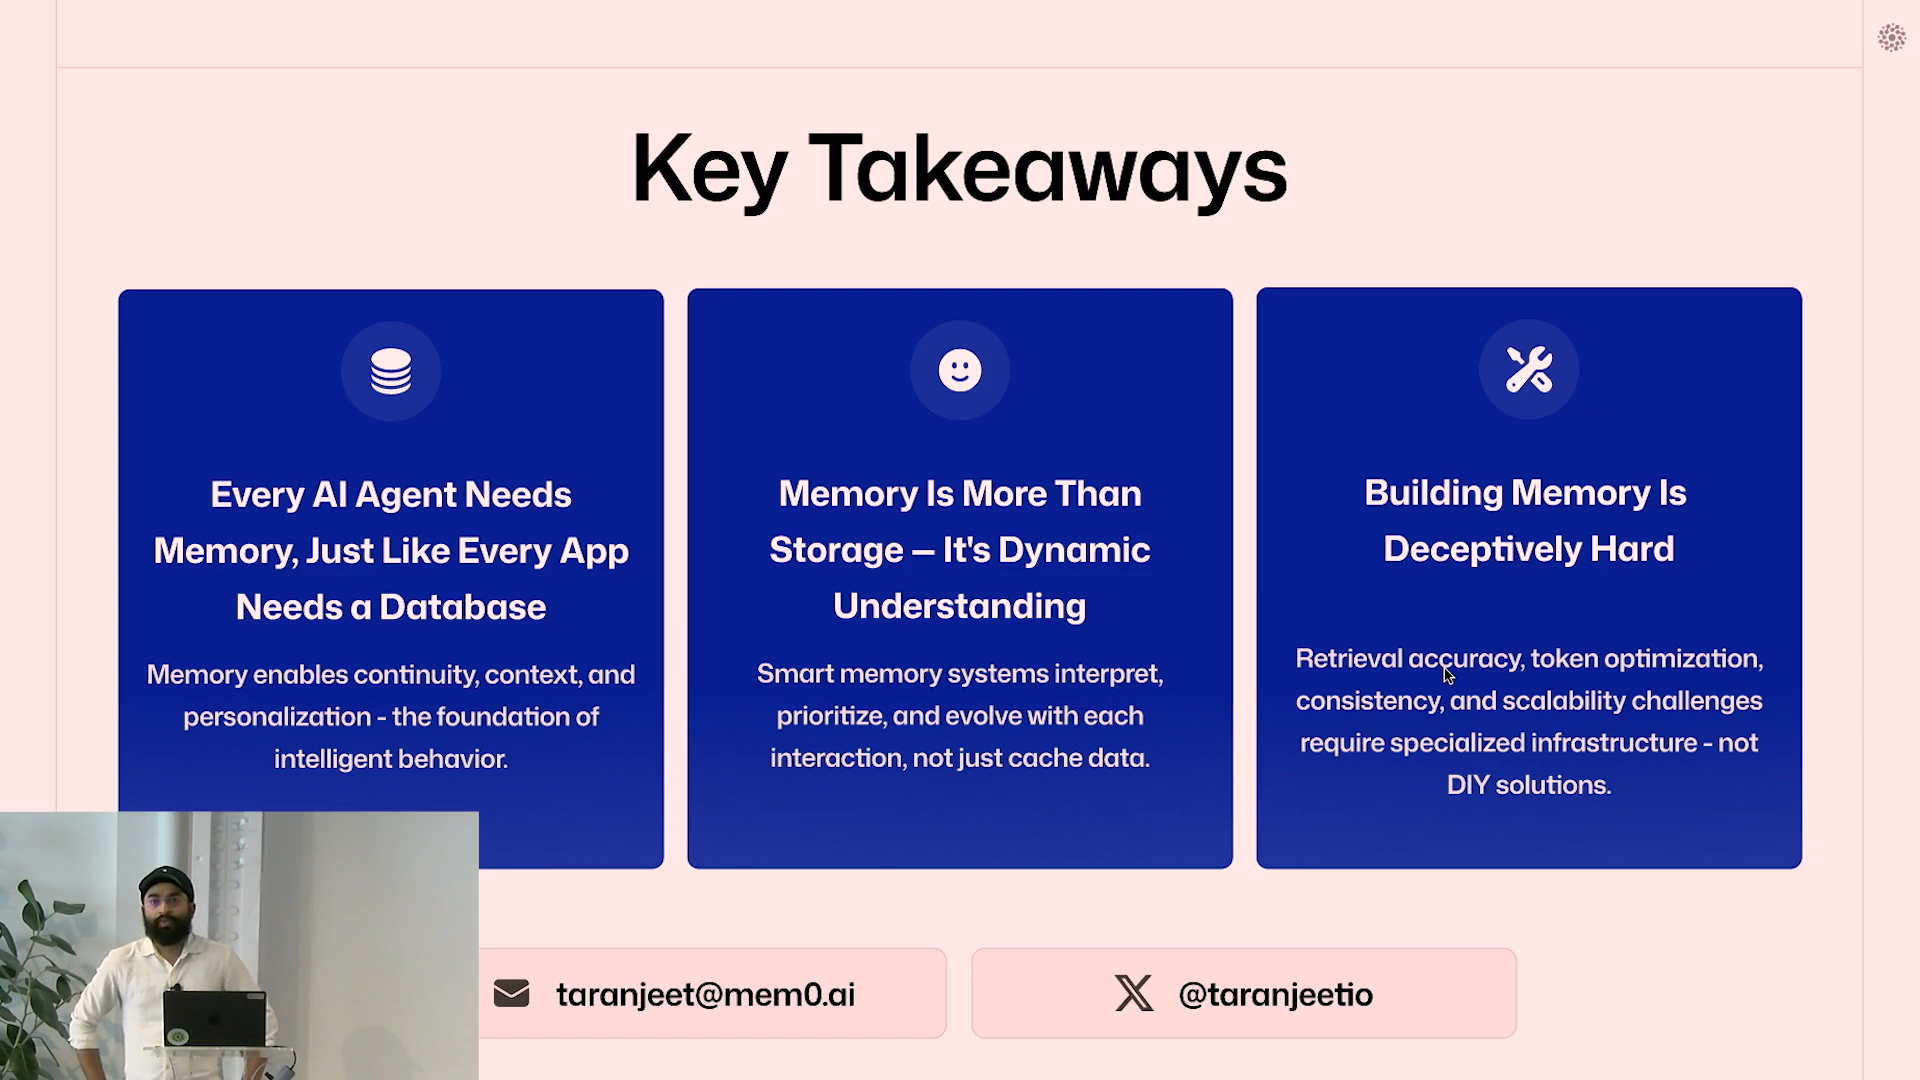 Key Takeaways
Every AI Agent Needs
Memory, Just Like Every App
Needs a Database
Memory enables continuity, context, and
personalization - the foundation of
intelligent behavior.
Memory Is More Than
Storage — It's Dynamic
Understanding
Smart memory systems interpret,
prioritize, and evolve with each
interaction, not just cache data.
Building Memory Is
Deceptively Hard
Retrieval accuracy, token optimization,
consistency, and scalability challenges
require specialized infrastructure - not
DIY solutions.
taranjeet@mem0.ai
@taranjeetio